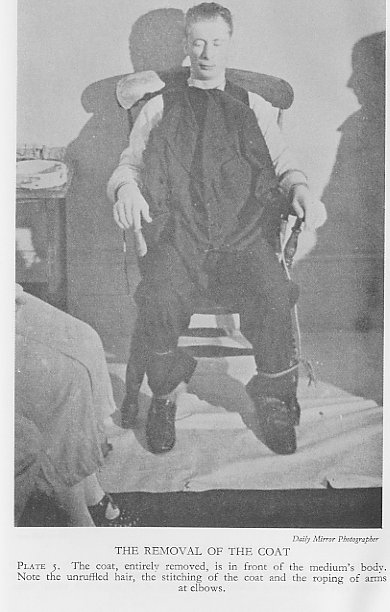 Daily Mirror Photographer
THE REMOVAL OF THE COAT
PLATE 5. The coat, entirely removed, is in front of the medium's body.
Note the unruffled hair, the stitching of the coat and the roping of arms
at elbows.